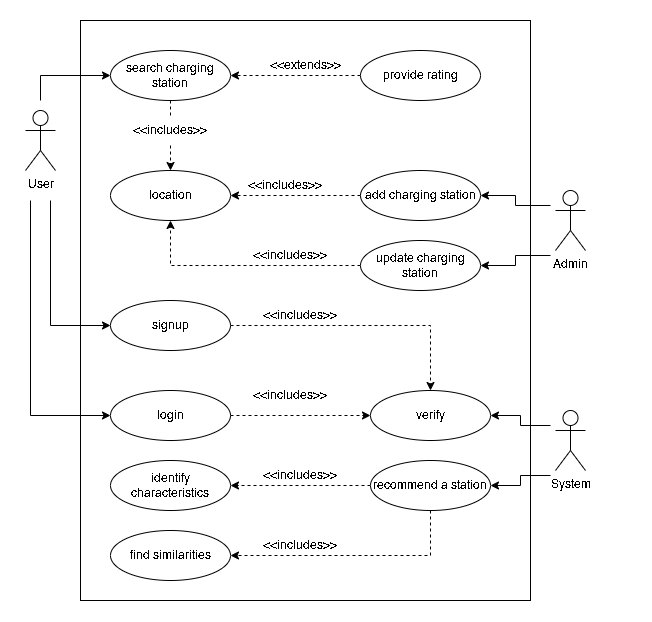 search charging
station
<<extends>>
provide rating
<<includes>>
User
location
<<includes>>
add charging station
<<includes>>
update charging
station
Admin
signup
<<includes>>
login
<<includes>>
verify
identify
characteristics
<<includes>>
recommend a station
System
find similarities
<<includes>>